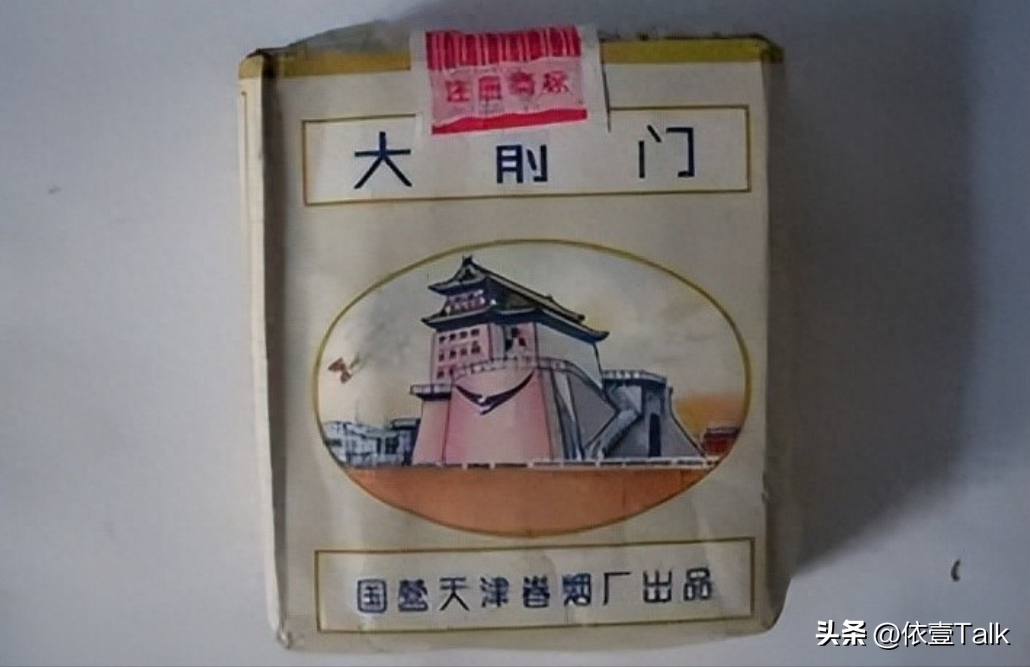 注册商标
大前门
国营天津卷烟厂出品
头条 @依壹Talk